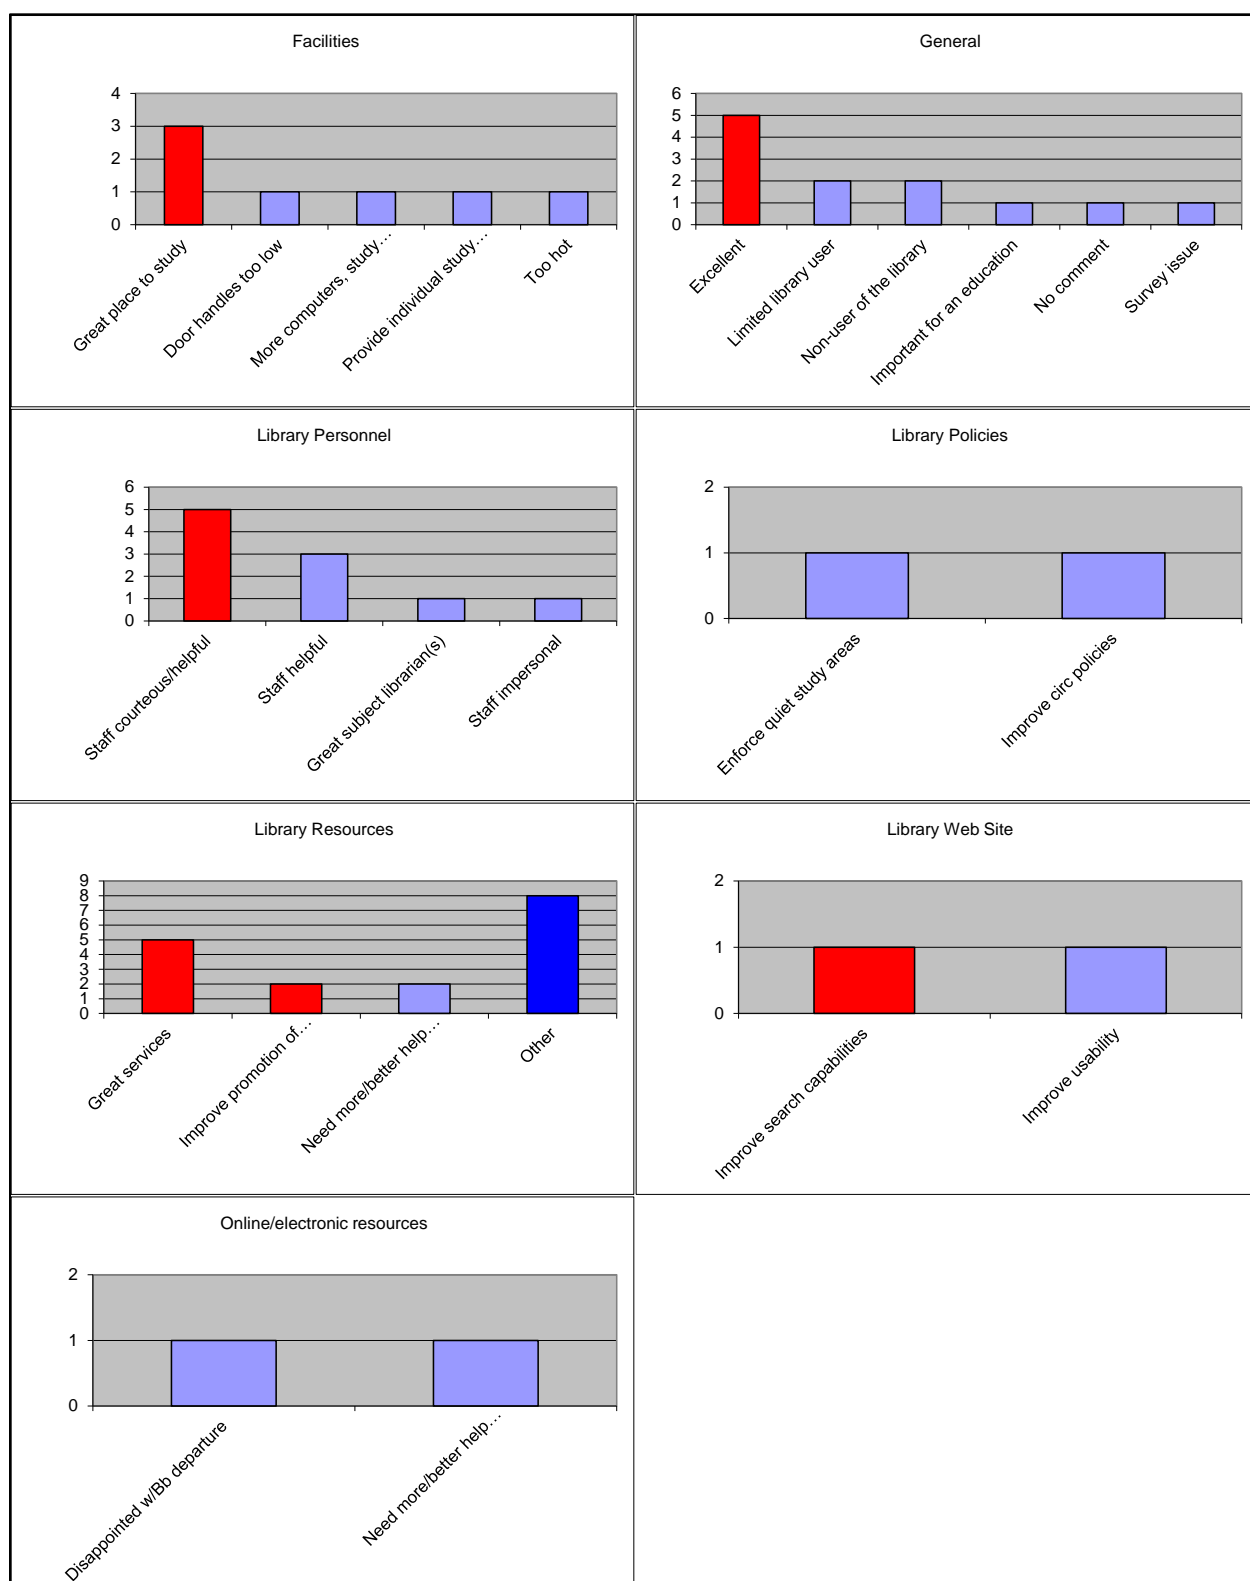 Facilities
4
3
2
1
0
Great place to study
Door handles too low
More computers, study...
Provide individual study...
Too hot
General
6
5
4
3
2
1
0
Excellent
Limited library user
Non-user of the library
Important for an education
No comment
Survey issue
Library Personnel
6
5
4
3
2
1
0
Staff courteous/helpful
Staff helpful
Great subject librarian(s)
Staff impersonal
Library Policies
2
1
0
Enforce quiet study areas
Improve circ policies
Library Resources
9
8
7
6
5
4
3
2
1
0
Great services
Improve promotion of...
Need more/better help...
Other
Library Web Site
2
1
0
Improve search capabilities
Improve usability
Online/electronic resources
2
1
0
Disappointed w/Bb departure
Need more/better help...